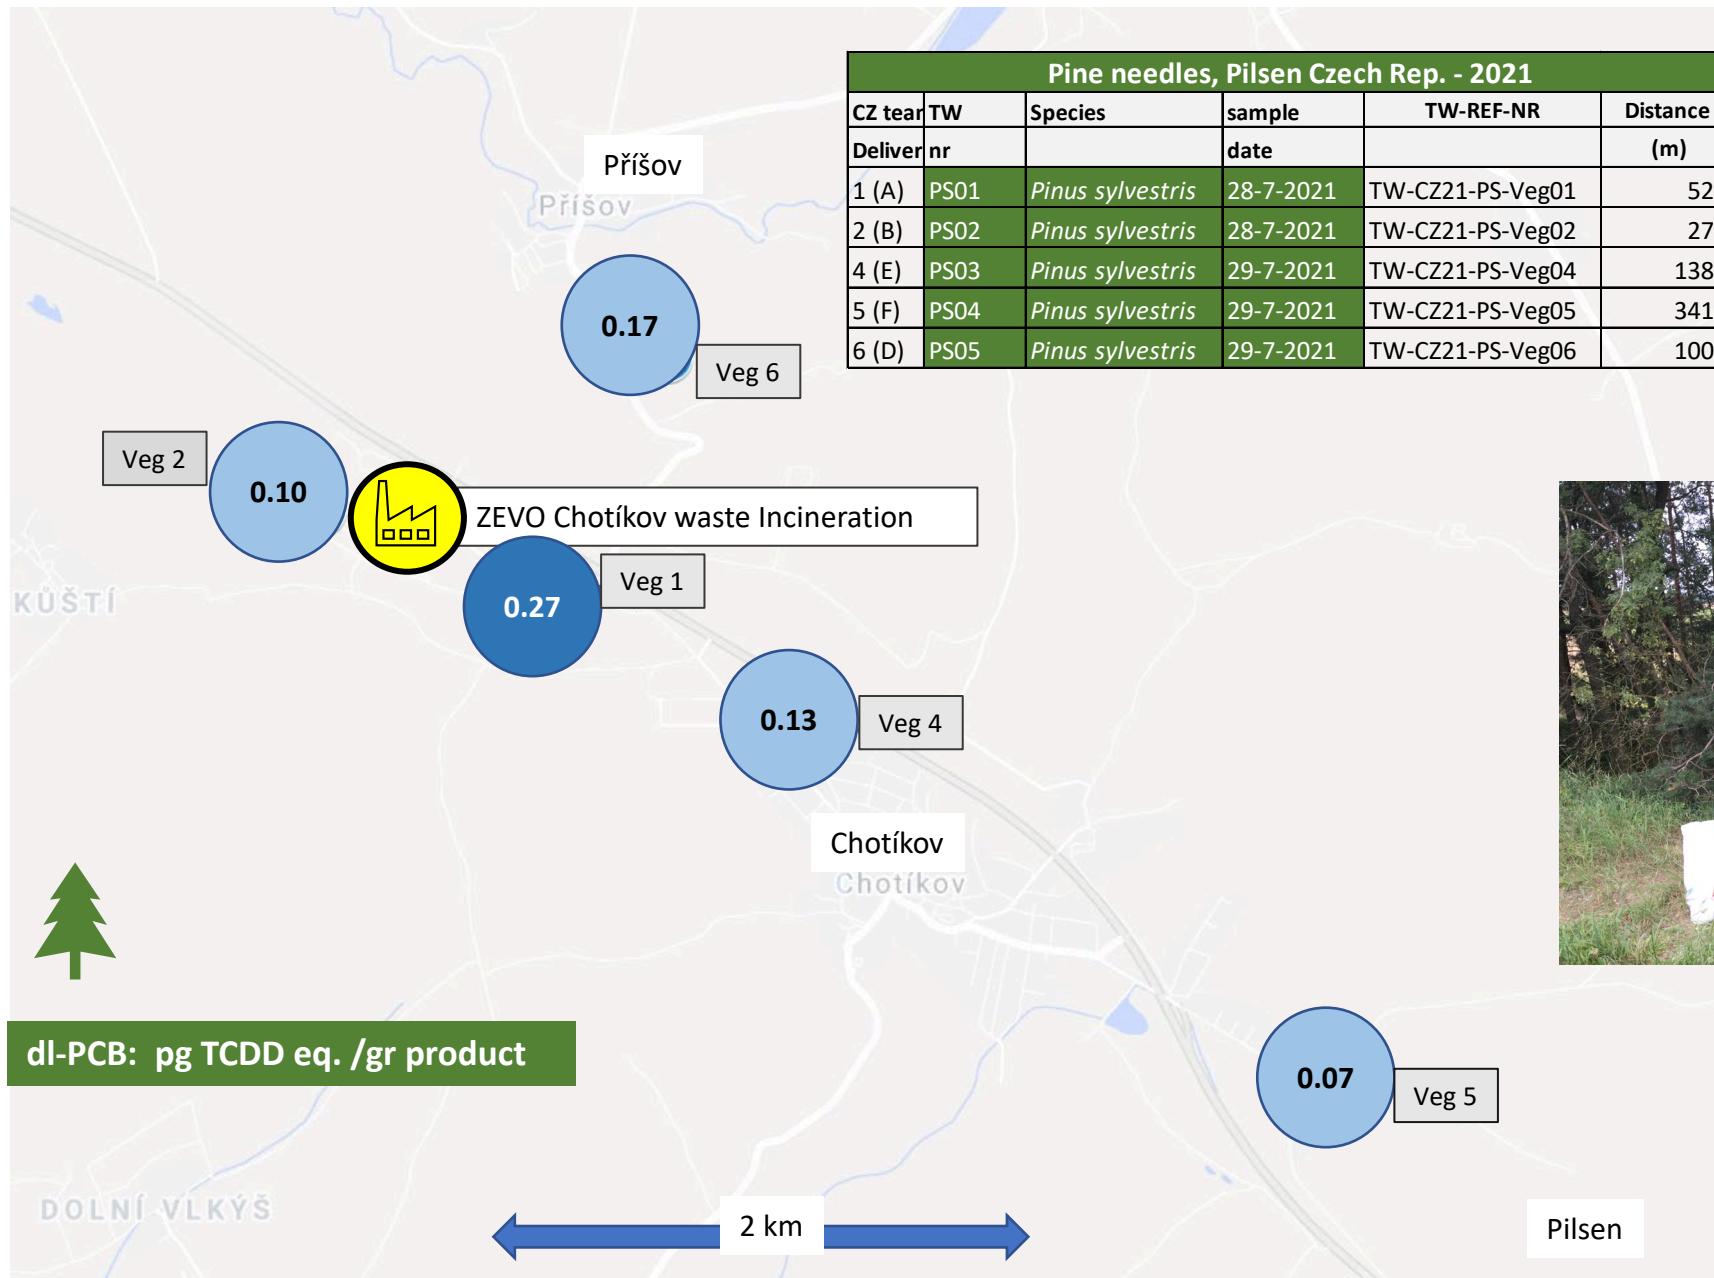 Pine needles, Pilsen Czech Rep. - 2021
CZ tear TW Species sample TW-REF-NR Distance
Deliver nr date (m)
1 (A) PS01 Pinus sylvestris 28-7-2021 TW-CZ21-PS-Veg01 52
2 (B) PS02 Pinus sylvestris 28-7-2021 TW-CZ21-PS-Veg02 27
4 (E) PS03 Pinus sylvestris 29-7-2021 TW-CZ21-PS-Veg04 138
5 (F) PS04 Pinus sylvestris 29-7-2021 TW-CZ21-PS-Veg05 341
6 (D) PS05 Pinus sylvestris 29-7-2021 TW-CZ21-PS-Veg06 100
Příšov
Příšov
0.17
Veg 6
Veg 2
0.10
ZEVO Chotíkov waste Incineration
Veg 1
0.27
KŮŠTÍ
0.13
Veg 4
Chotíkov
Chotíkov
dl-PCB: pg TCDD eq. /gr product
0.07
Veg 5
DOLNÍ VLKÝŠ
2 km
Pilsen